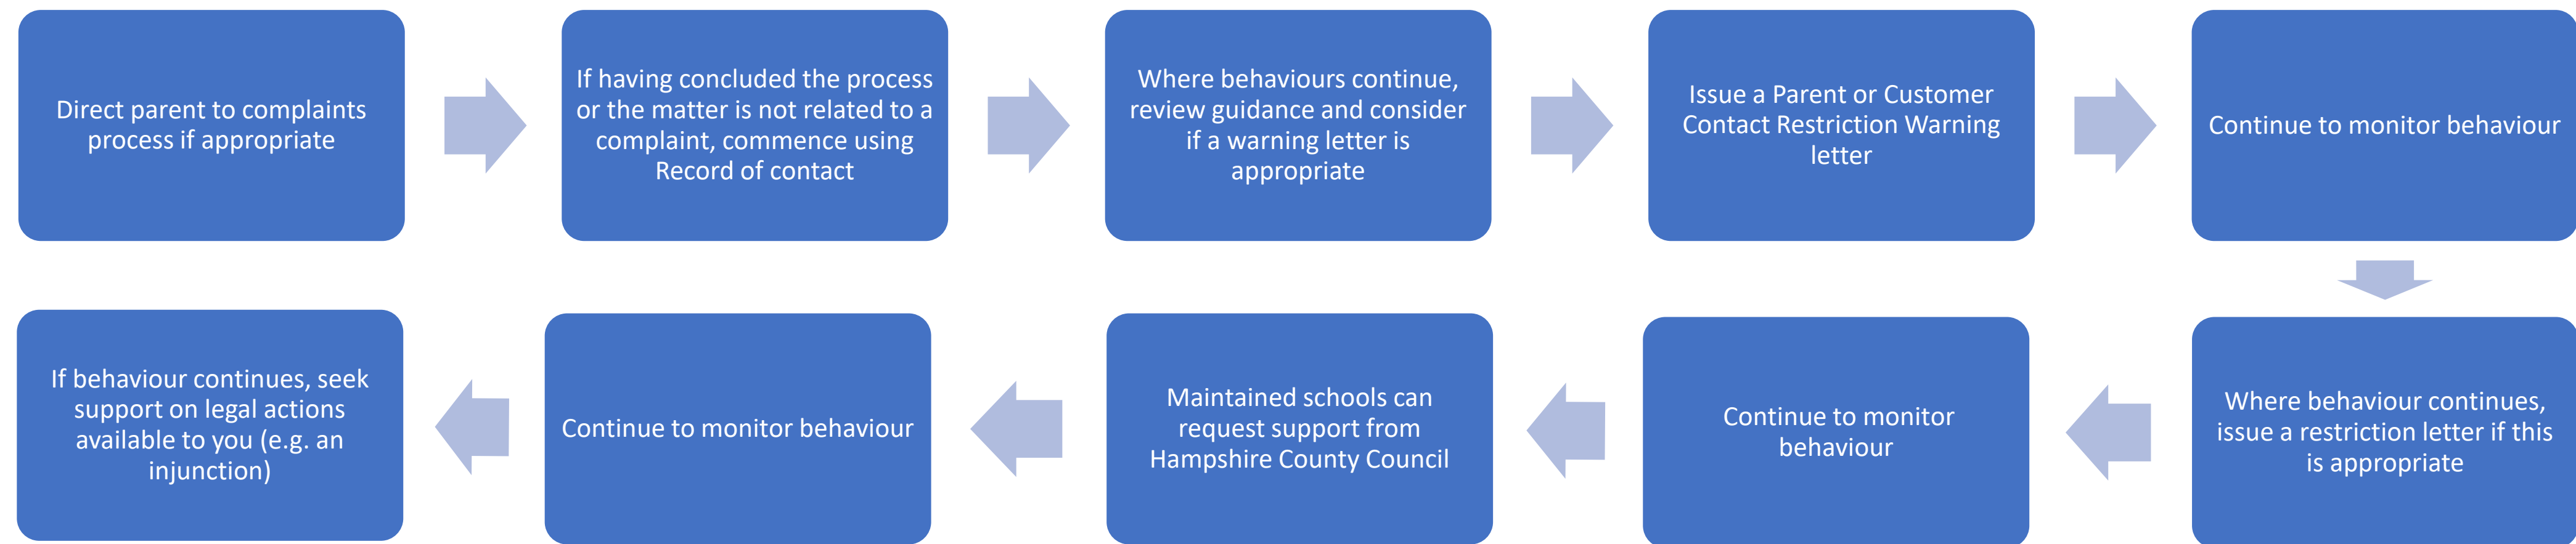 Direct parent to complaints
process if appropriate
If having concluded the process
or the matter is not related to a
complaint, commence using
Record of contact
Where behaviours continue,
review guidance and consider
if a warning letter is
appropriate
Issue a Parent or Customer
Contact Restriction Warning
letter
Continue to monitor behaviour
Where behaviour continues,
issue a restriction letter if this
is appropriate
Continue to monitor
behaviour
Maintained schools can
request support from
Hampshire County Council
Continue to monitor behaviour
If behaviour continues, seek
support on legal actions
available to you (e.g. an
injunction)